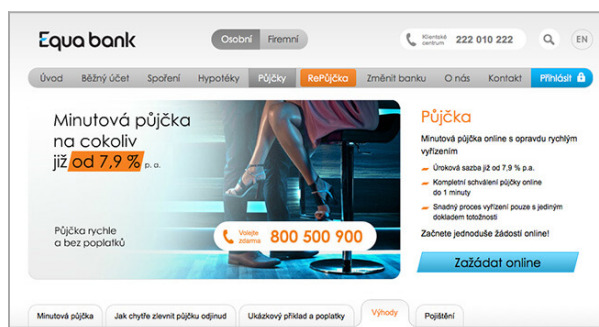 Equa bank
Osobní Firemní
Klientské centrum 222 010 222
EN
Úvod Běžný účet Spoření Hypotéky Půjčky RePůjčka Změnit banku O nás Kontakt Přihlásit
Minutová půjčka
na cokoliv
již od 7,9 % p. a.
Půjčka rychle
a bez poplatků
Volejte zdarma 800 500 900
Půjčka
Minutová půjčka online s opravdu rychlým
vyřízením
Úroková sazba již od 7,9 % p.a.
Kompletní schválení půjčky online
do 1 minuty
Snadný proces vyřízení pouze s jediným
dokladem totožnosti
Začnete jednoduše žádostí online!
Zažádat online
Minutová půjčka Jak chytře zlevnit půjčku odjinud Ukázkový příklad a poplatky Výhody Pojištění